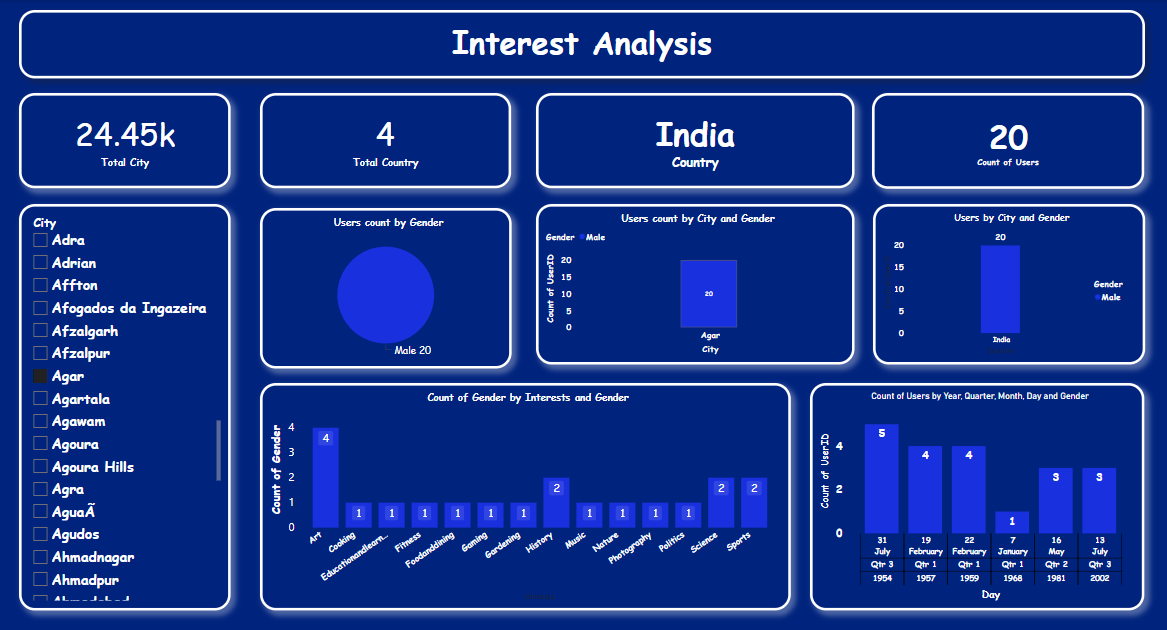 Interest Analysis
24.45k
Total City
4
Total Country
India
Country
20
Count of Users
City
Adra
Adrian
Affton
Afogados da Ingazeira
Afzalgarh
Afzalpur
Agar
Agartala
Agawam
Agoura
Agoura Hills
Agra
AguaÃ
Agudos
Ahmadnagar
Ahmadpur
Users count by Gender
Male 20
Users count by City and Gender
Gender Male
Count of UserID
20
15
10
5
0
20
Agar
City
Users by City and Gender
20
15
10
5
0
20
India
Gender
Male
Count of Gender by Interests and Gender
Count of Gender
4
3
2
1
0
4 1 1 1 1 1 1 2 1 1 1 1 2 2
Art Cooking Educationandlearn... Fitness Foodanddining Gaming Gardening History Music Nature Photography Politics Science Sports
Count of Users by Year, Quarter, Month, Day and Gender
Count of UserID
4
2
0
5 4 4 1 3 3
31 19 22 7 16 13
July February February January May July
Qtr 3 Qtr 1 Qtr 1 Qtr 1 Qtr 2 Qtr 3
1954 1957 1959 1968 1981 2002
Day